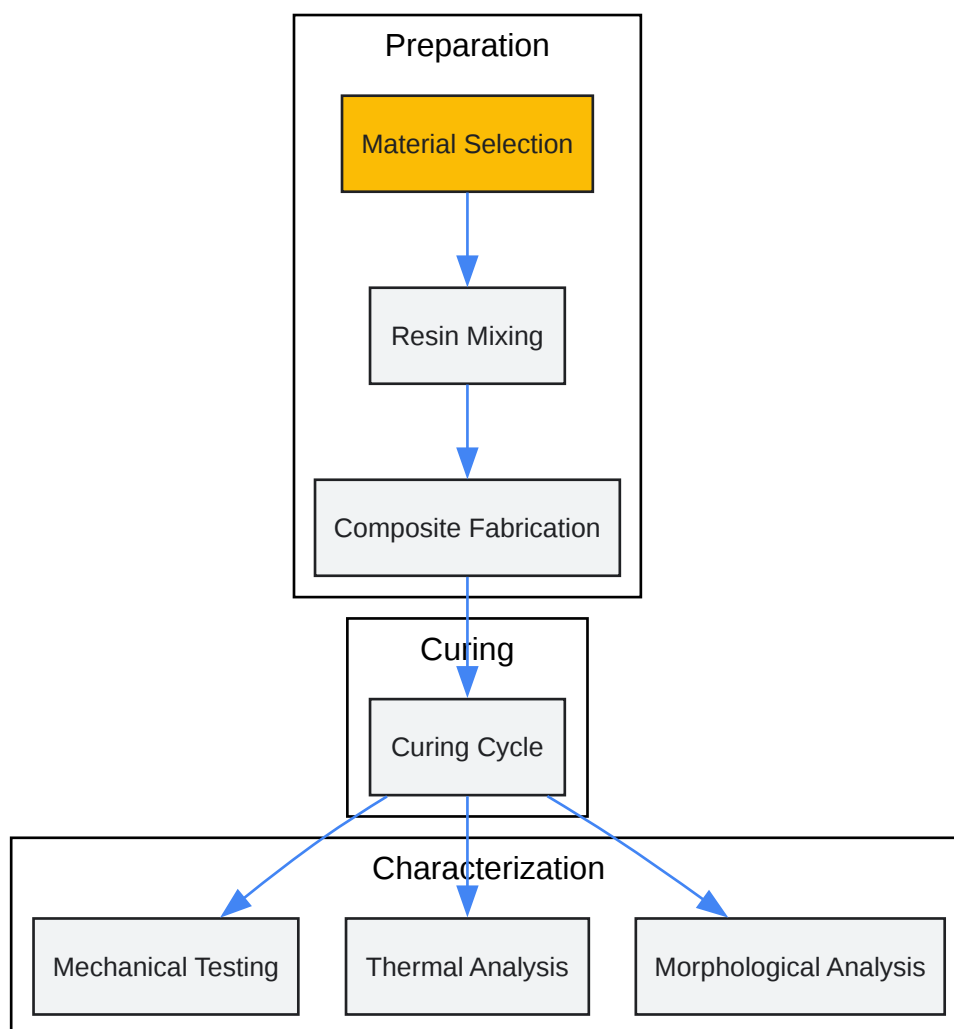 Preparation
Material Selection
Resin Mixing
Composite Fabrication
Curing
Curing Cycle
Characterization
Mechanical Testing
Thermal Analysis
Morphological Analysis